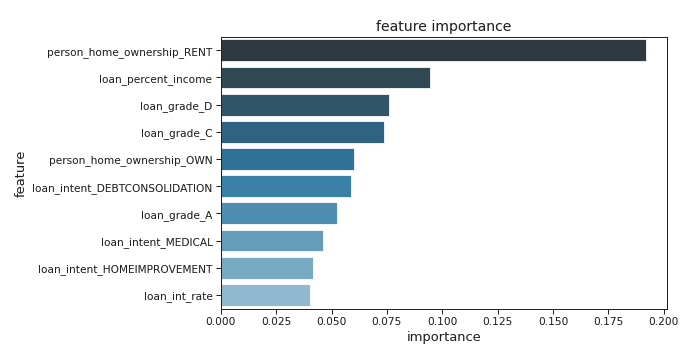 feature importance
person_home_ownership_RENT
loan_percent_income
loan_grade_D
loan_grade_C
person_home_ownership_OWN
loan_intent_DEBTCONSOLIDATION
loan_grade_A
loan_intent_MEDICAL
loan_intent_HOMEIMPROVEMENT
loan_int_rate
feature
0.000 0.025 0.050 0.075 0.100 0.125 0.150 0.175 0.200
importance